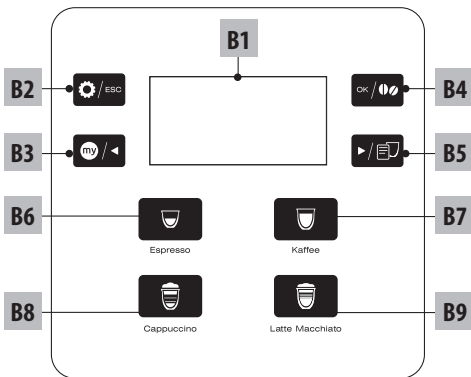 B1
B2
ESC
OK
B4
B3
my
B5
B6
B7
Espresso
Kaffee
B8
B9
Cappuccino
Latte Macchiato